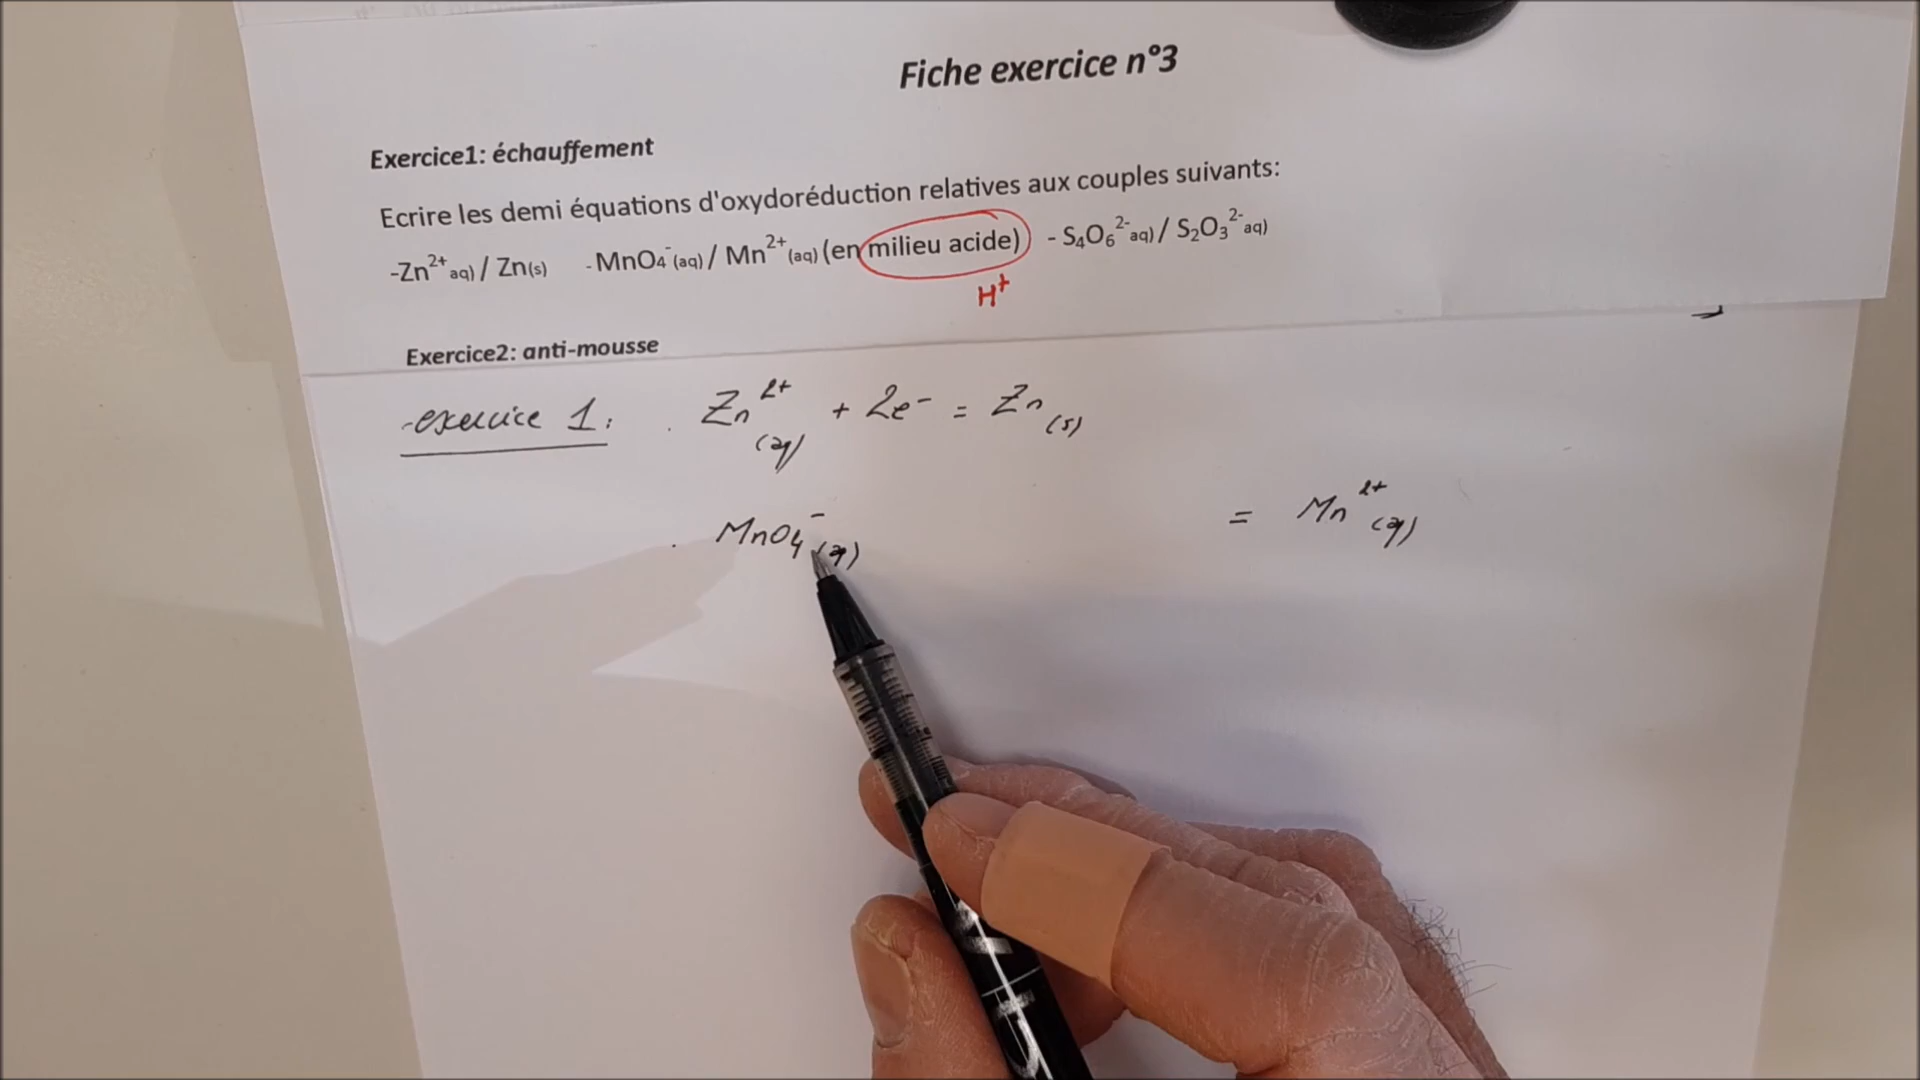 Fiche exercice n°3
Exercice1: échauffement
Ecrire les demi équations d'oxydoréduction relatives aux couples suivants:
-Zn²⁺aq) / Zn(s) - MnO₄⁻(aq) / Mn²⁺(aq) (en milieu acide) - S₄O₆²⁻aq) / S₂O₃²⁻aq)
H⁺
Exercice2: anti-mousse
-exercice 1: . Zn²⁺(aq) + 2e⁻ = Zn(s)
. MnO₄⁻(aq) = Mn²⁺(aq)